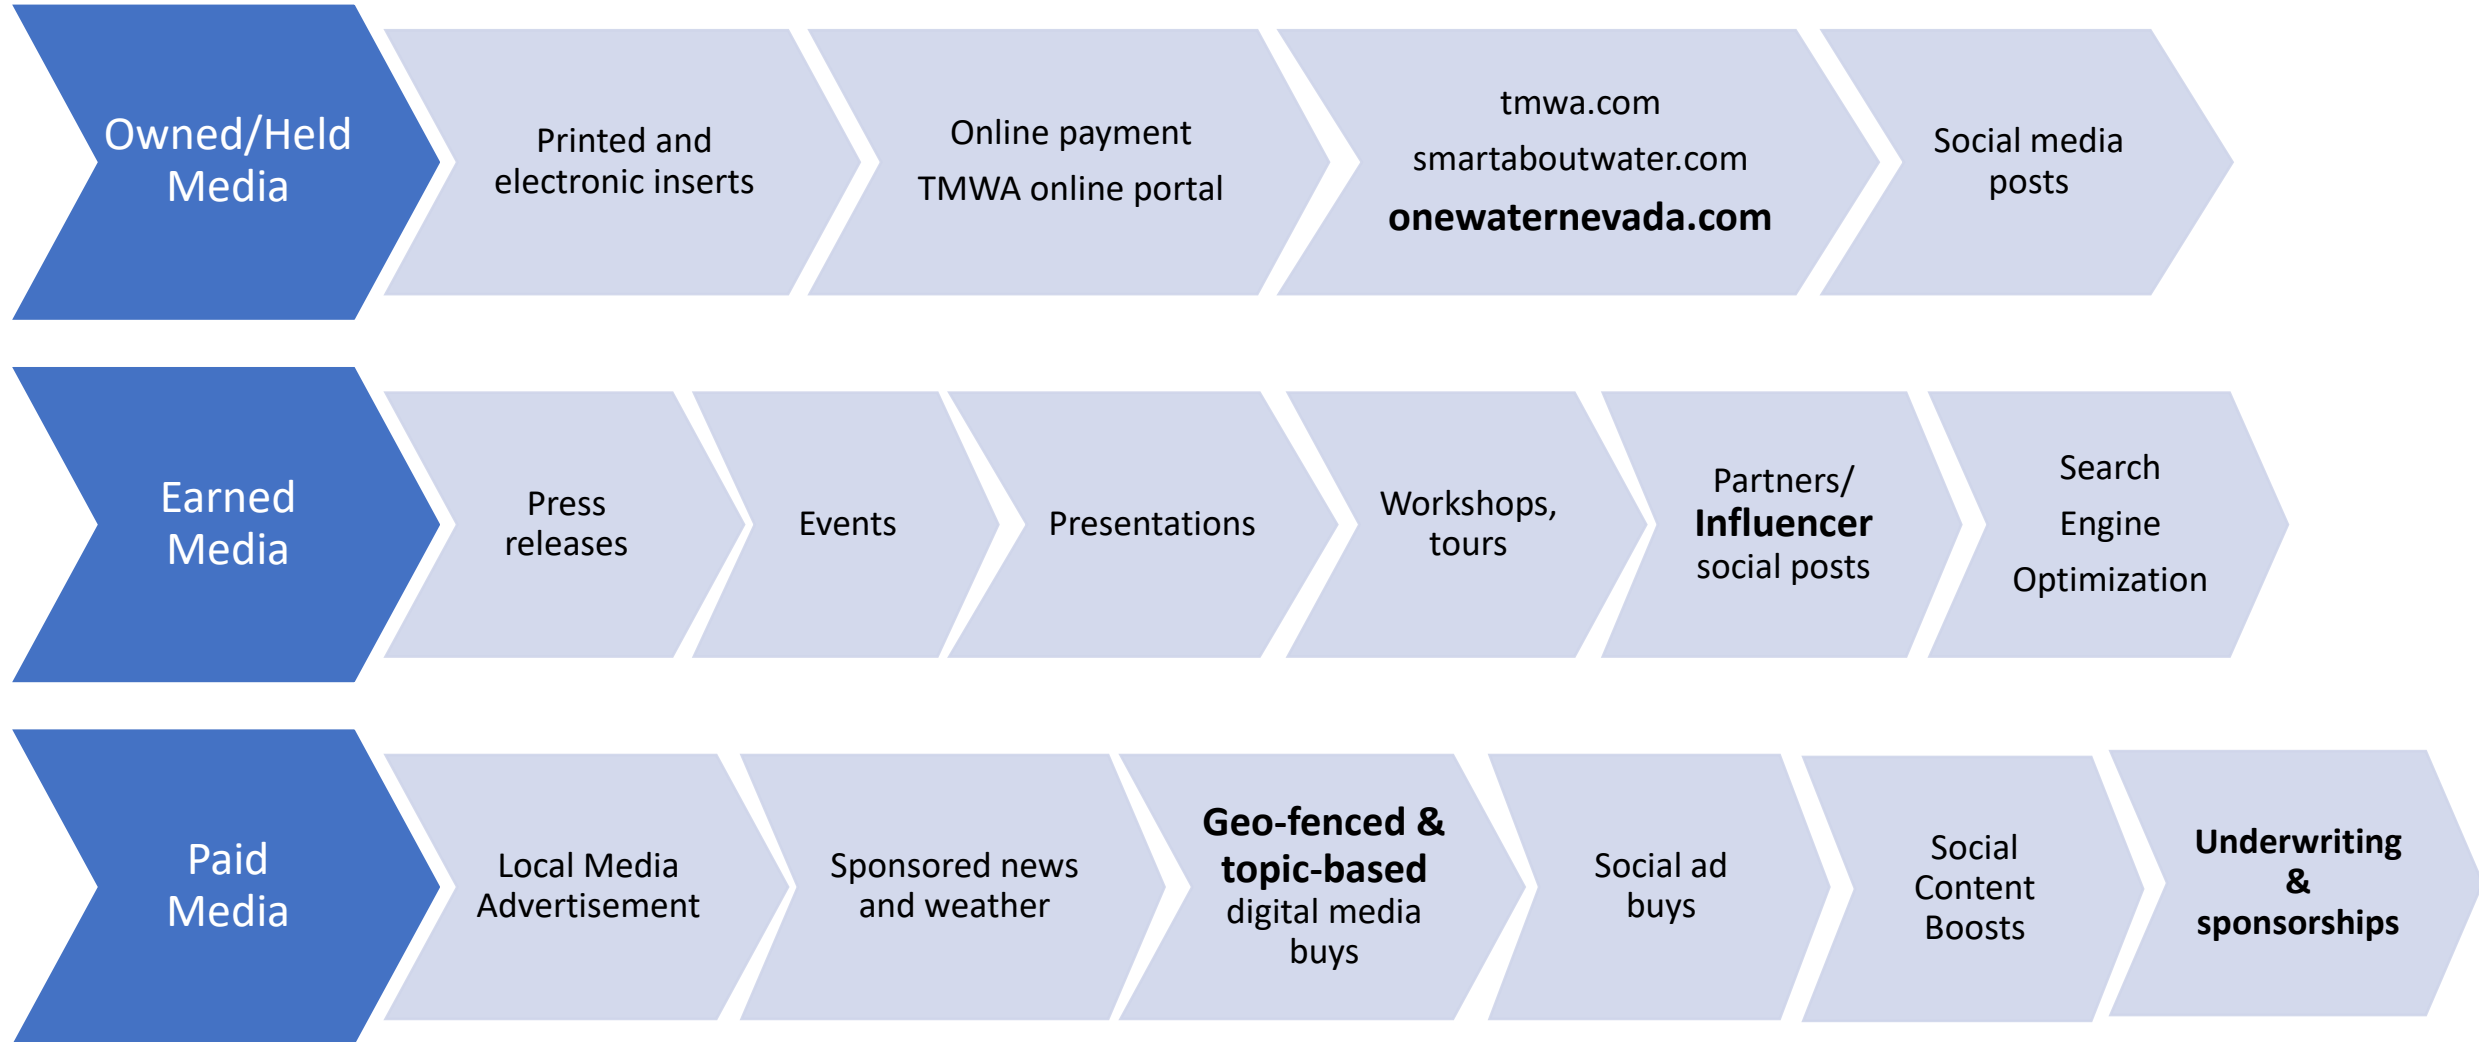 Owned/Held
Media
Printed and
electronic inserts
Online payment
TMWA online portal
tmwa.com
smartaboutwater.com
onewaternevada.com
Social media
posts
Earned
Media
Press
releases
Events
Presentations
Workshops,
tours
Partners/
Influencer
social posts
Search
Engine
Optimization
Paid
Media
Local Media
Advertisement
Sponsored news
and weather
Geo-fenced &
topic-based
digital media
buys
Social ad
buys
Social
Content
Boosts
Underwriting
&
sponsorships